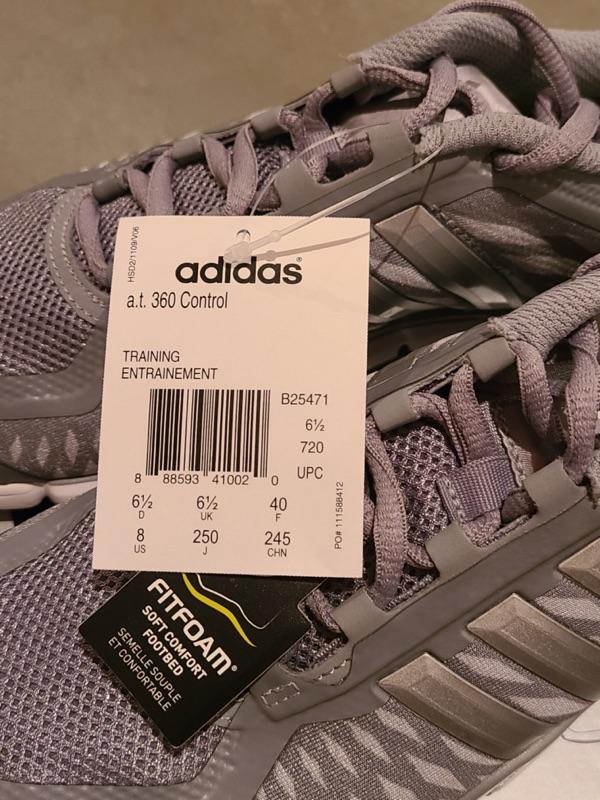 HSD2/1109/V06
adidas®
a.t. 360 Control
TRAINING
ENTRAINEMENT
B25471
6½
720
UPC
8 88593 41002 0
6½ 6½ 40
D UK F
8 250 245
US J CHN
PO# 111588412
FITFOAM®
SOFT COMFORT
FOOTBED
SEMELLE SOUPLE
ET CONFORTABLE